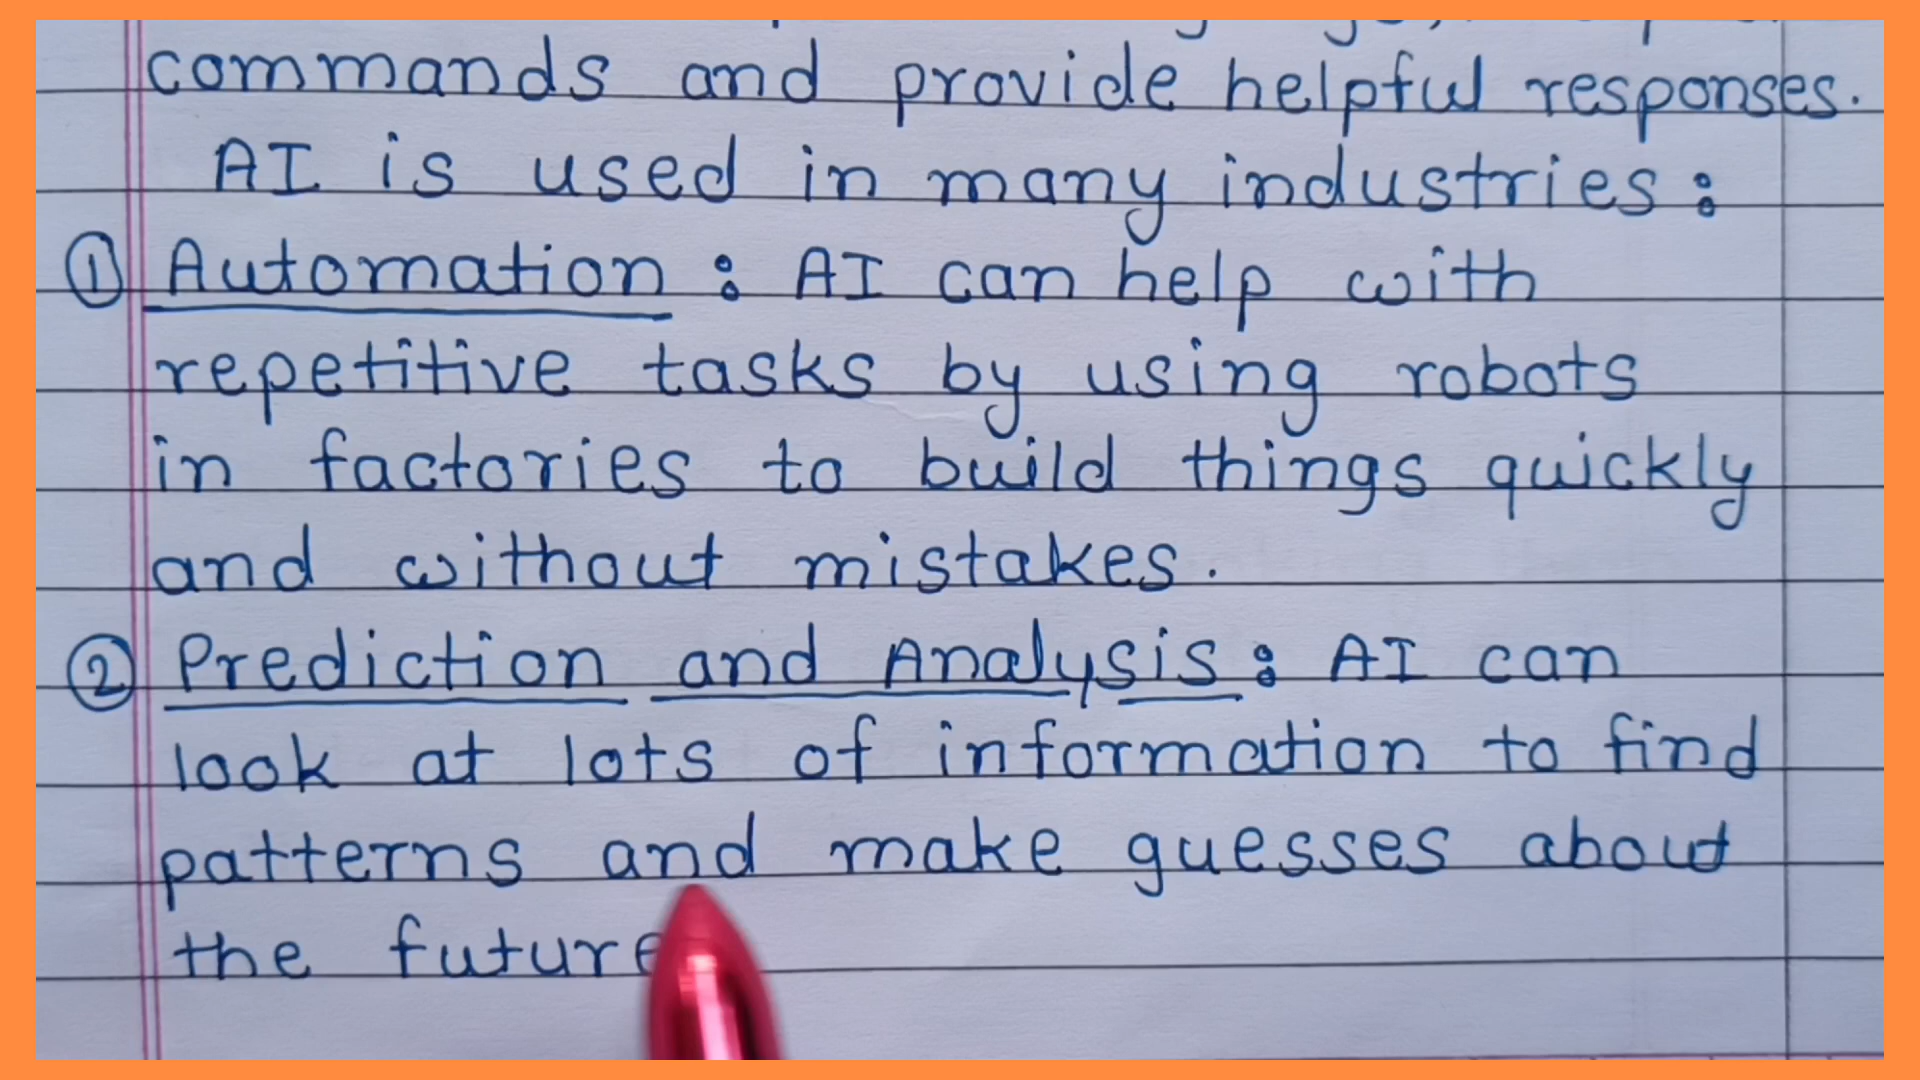 commands and provide helpful responses.
AI is used in many industries:
① Automation: AI can help with
repetitive tasks by using robots
in factories to build things quickly
and without mistakes.
② Prediction and Analysis: AI can
look at lots of information to find
patterns and make guesses about
the future